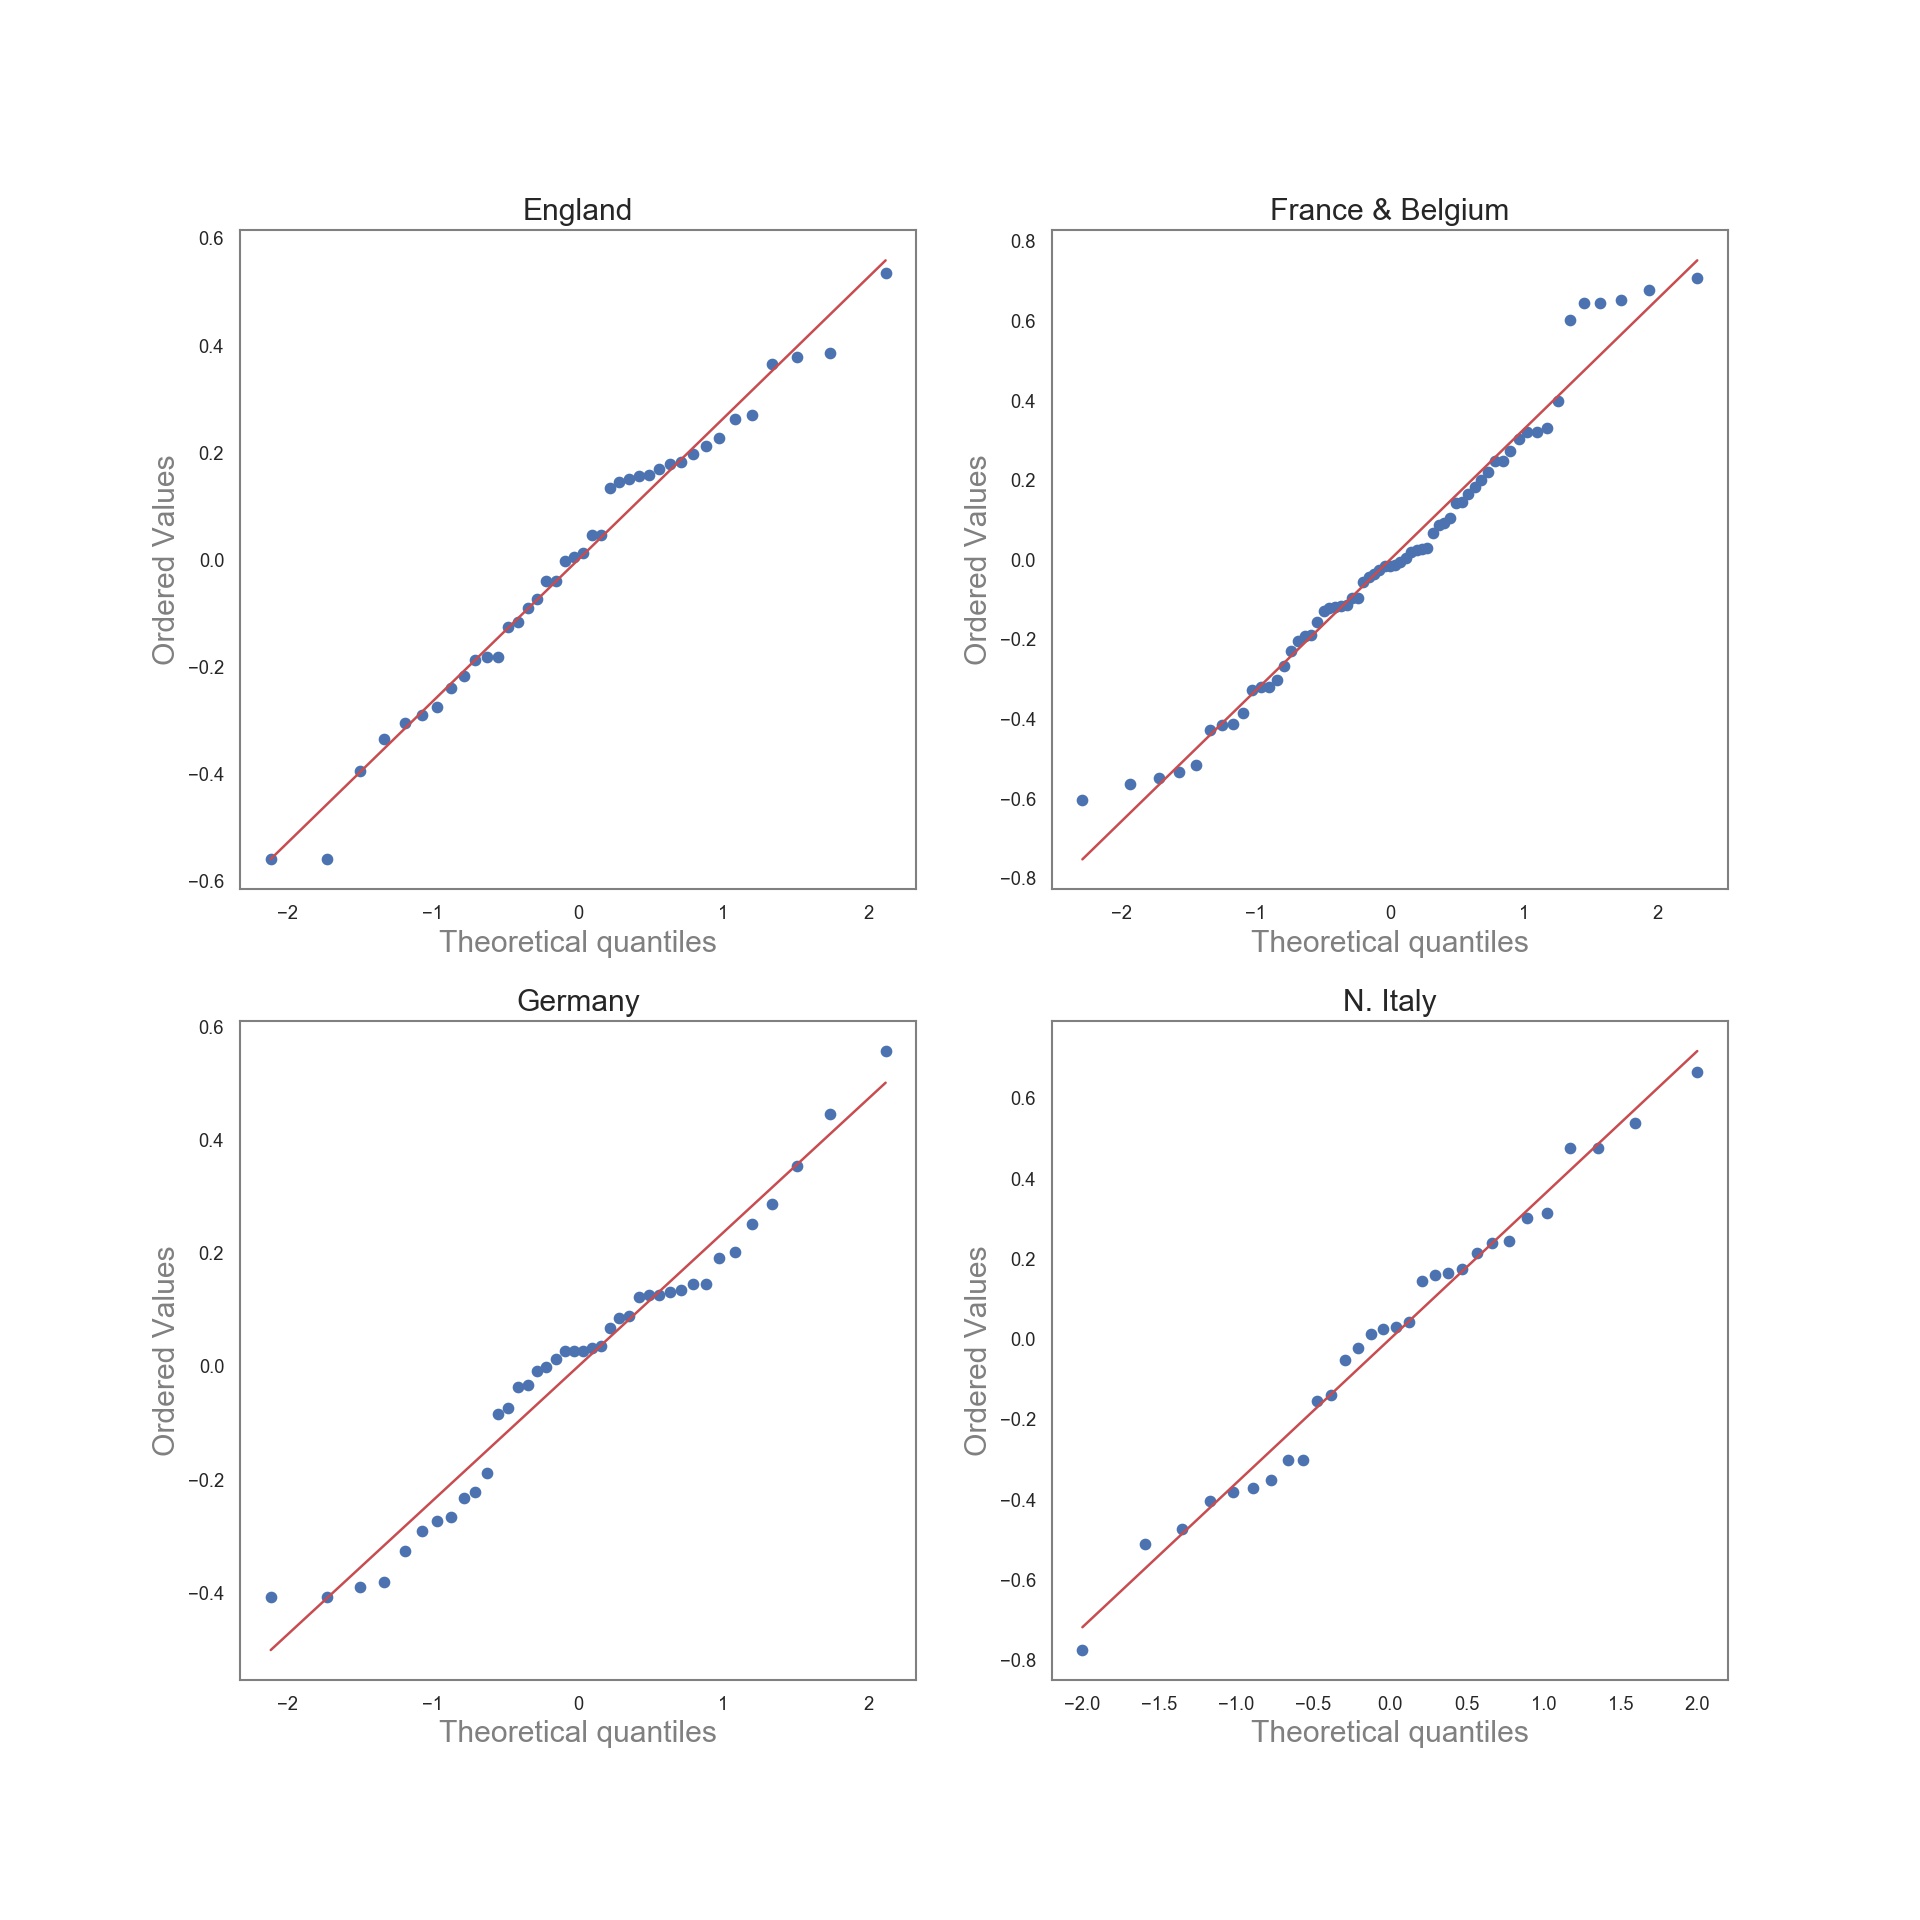 England
0.6
0.4
0.2
0.0
−0.2
−0.4
−0.6
Ordered Values
−2 −1 0 1 2
Theoretical quantiles
France & Belgium
0.8
0.6
0.4
0.2
0.0
−0.2
−0.4
−0.6
−0.8
Ordered Values
−2 −1 0 1 2
Theoretical quantiles
Germany
0.6
0.4
0.2
0.0
−0.2
−0.4
Ordered Values
−2 −1 0 1 2
Theoretical quantiles
N. Italy
0.6
0.4
0.2
0.0
−0.2
−0.4
−0.6
−0.8
Ordered Values
−2.0 −1.5 −1.0 −0.5 0.0 0.5 1.0 1.5 2.0
Theoretical quantiles